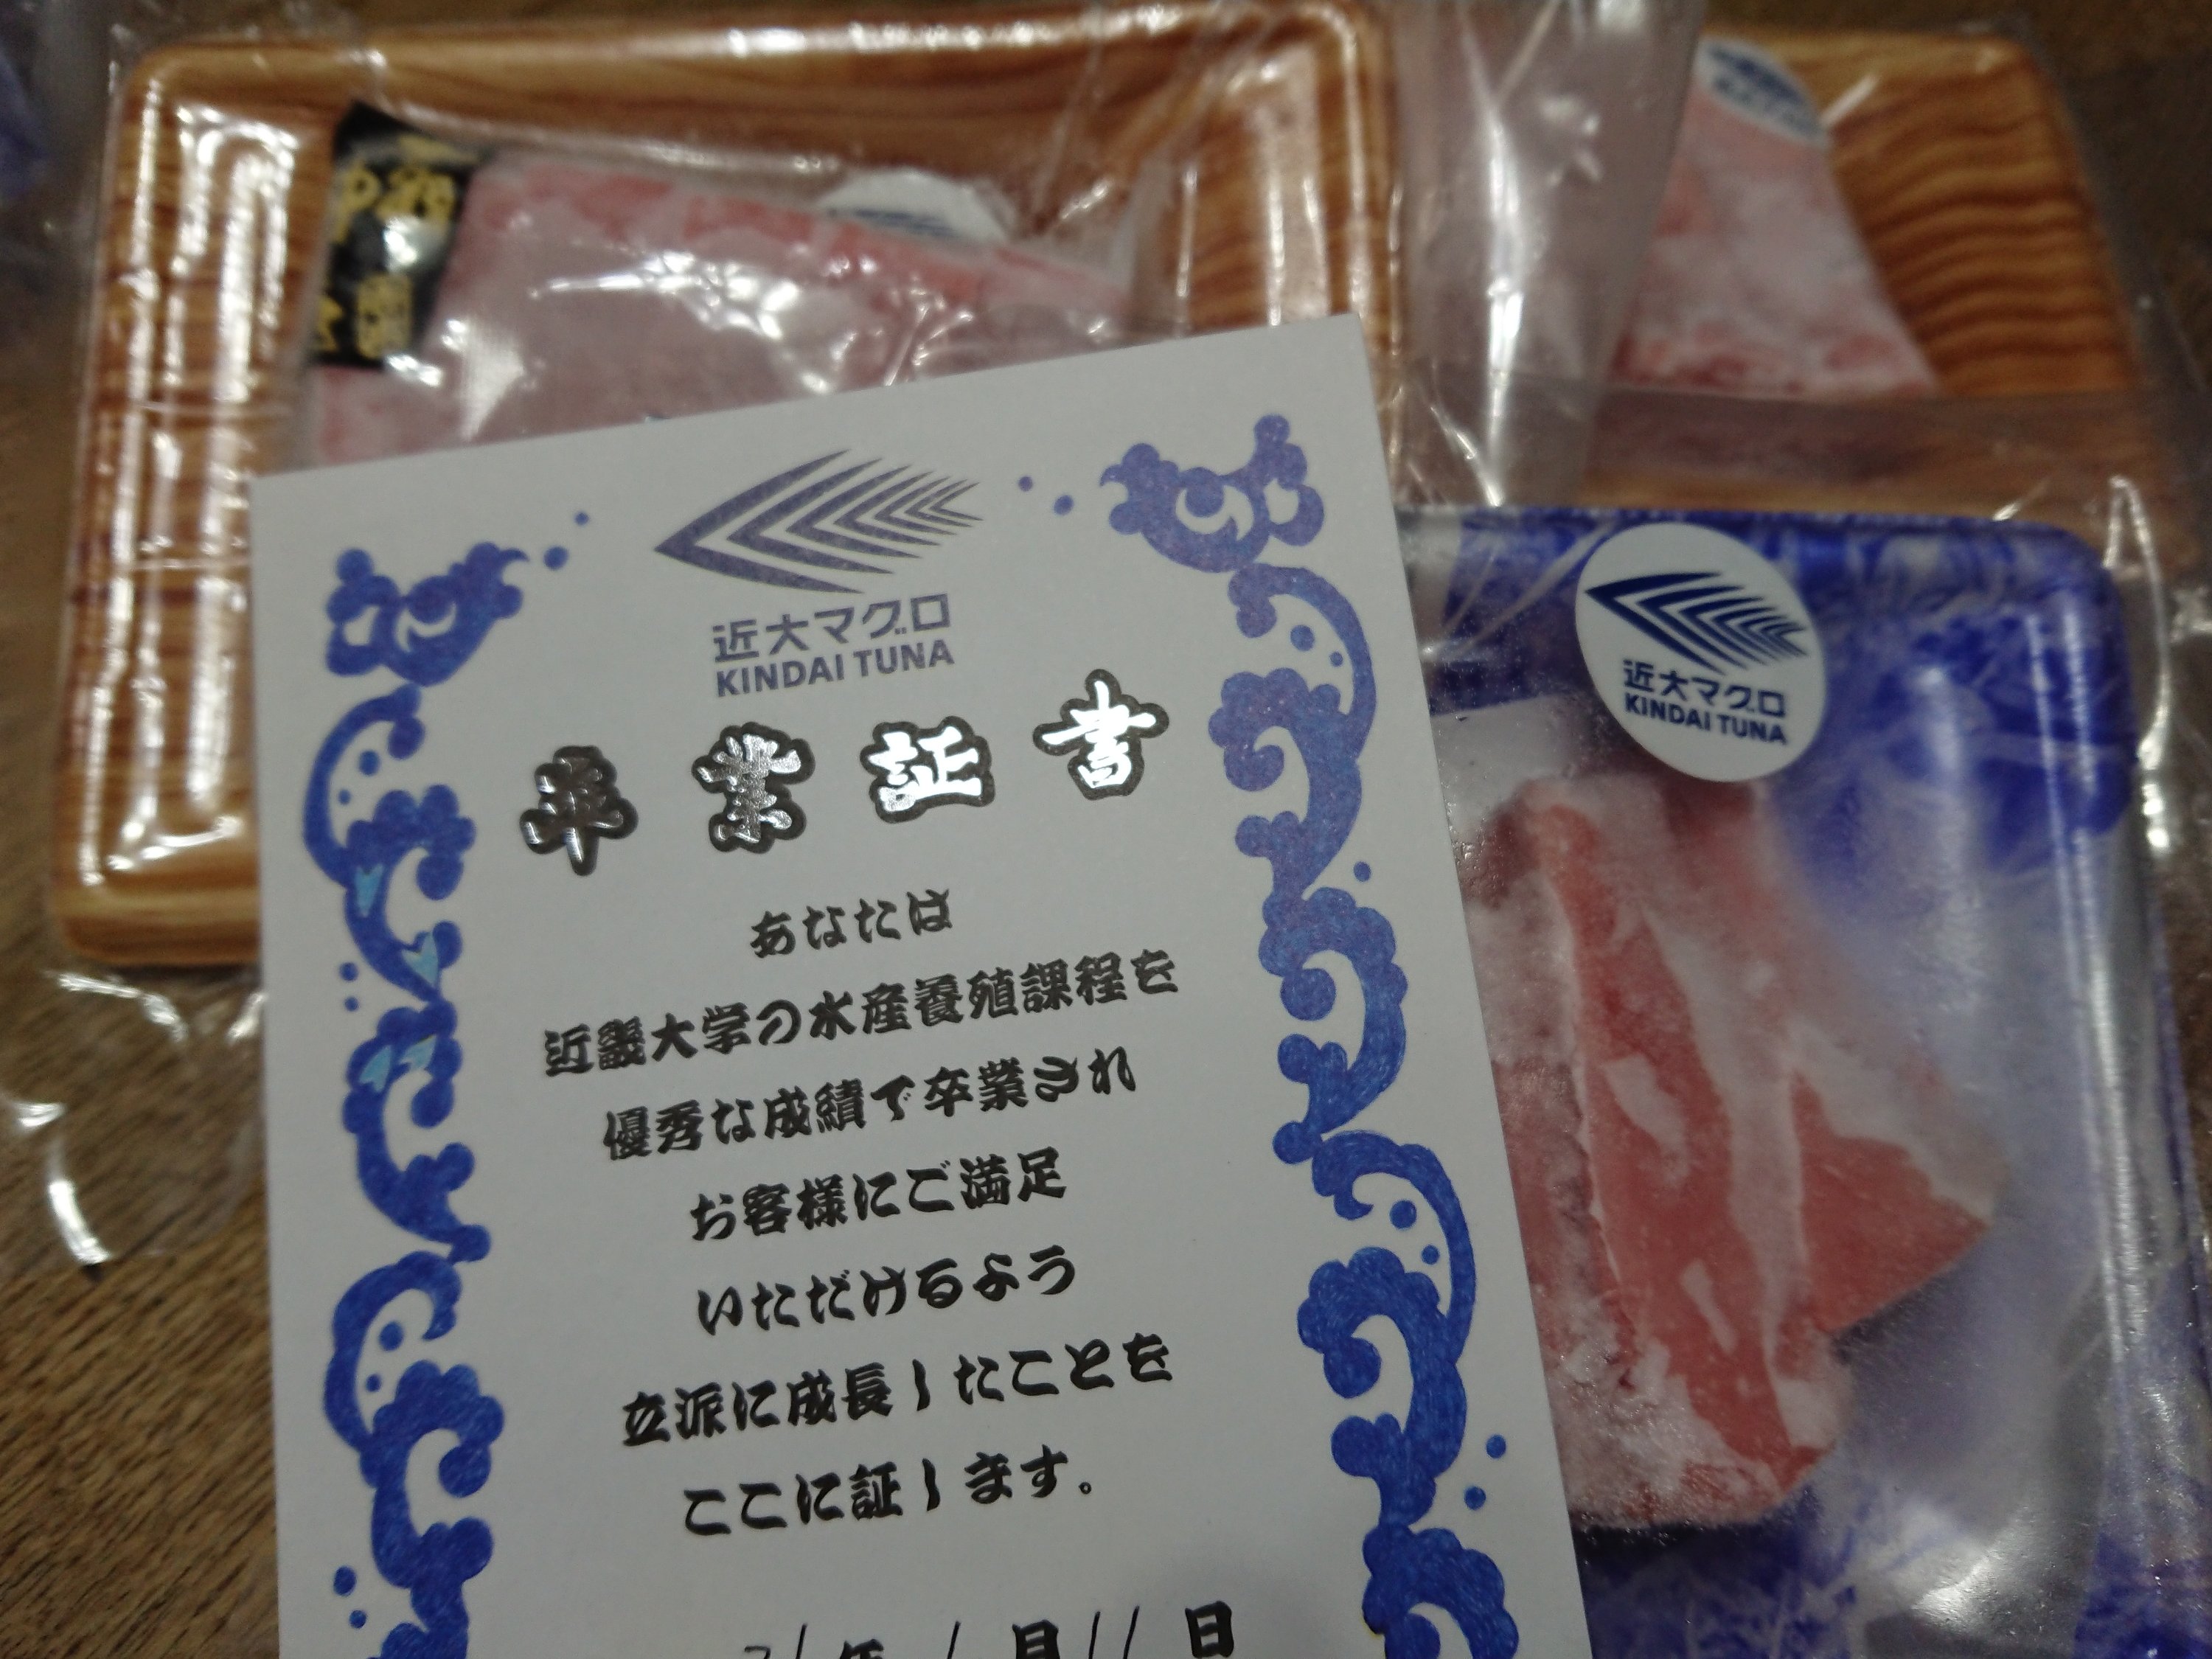 近大マグロ
KINDAI TUNA
卒業証書
あなたは
近畿大学の水産養殖課程を
優秀な成績で卒業され
お客様にご満足
いただけるよう
立派に成長したことを
ここに証します。
年 1月11日
近大マグロ
KINDAI TUNA